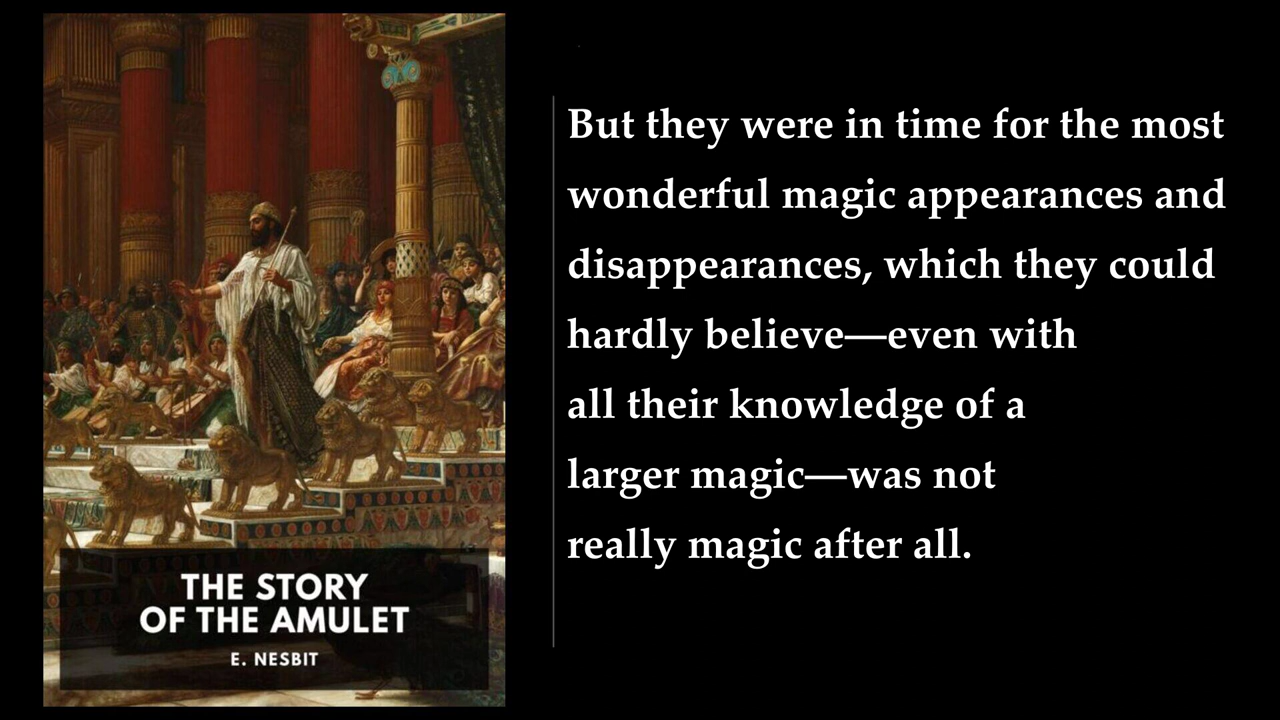 THE STORY
OF THE AMULET
E. NESBIT
But they were in time for the most
wonderful magic appearances and
disappearances, which they could
hardly believe—even with
all their knowledge of a
larger magic—was not
really magic after all.